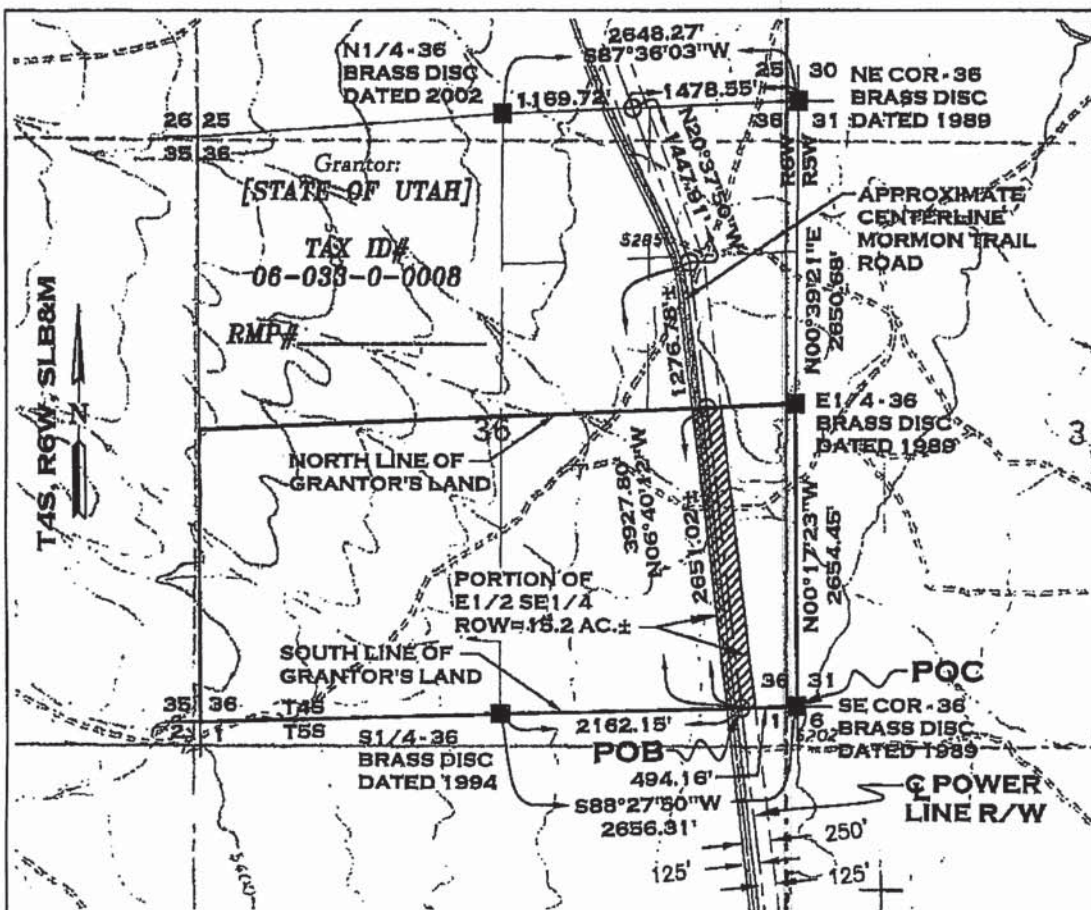 2648.27'
S87°36'03"W
N1/4-36
BRASS DISC
DATED 2002
1169.72'
1478.55'
25 30
36 31
NE COR-36
BRASS DISC
DATED 1989
26 25
35 36
R6W
R5W
Grantor:
[STATE OF UTAH]
TAX ID#
06-033-0-0008
RMP#
N20°37'50"W
1447.91'
5285
APPROXIMATE
CENTERLINE
MORMON TRAIL
ROAD
N00°39'21"E
2650.68'
1276.78'±
T4S, R6W, SLB&M
N
36
E1/4-36
BRASS DISC
DATED 1989
3
NORTH LINE OF
GRANTOR'S LAND
3927.80'
N06°40'12"W
2651.02'±
N00°17'23"W
2654.45'
PORTION OF
E1/2 SE1/4
ROW=15.2 AC.±
SOUTH LINE OF
GRANTOR'S LAND
36 31
1 6
POC
35 36
2 1
T4S
T5S
2162.15'
SE COR-36
BRASS DISC
DATED 1989
5202
S1/4-36
BRASS DISC
DATED 1994
POB
494.16'
S88°27'50"W
2656.31'
℄ POWER
LINE R/W
250'
125'
125'